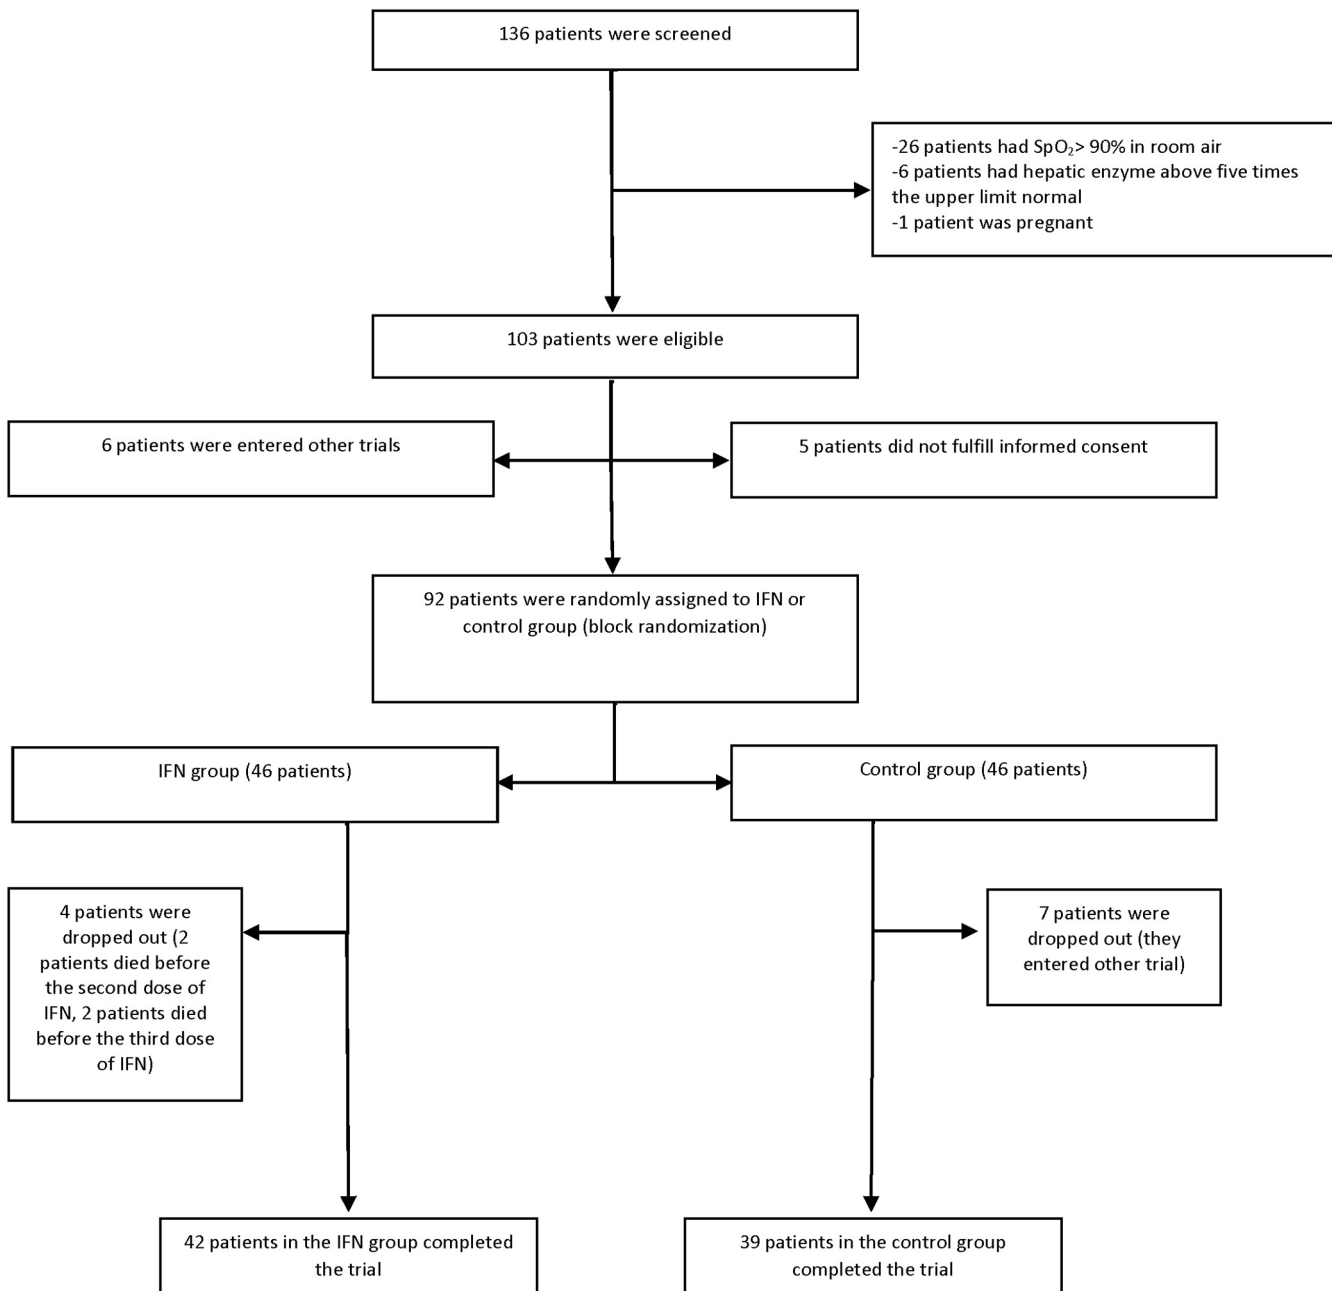 136 patients were screened
-26 patients had SpO₂> 90% in room air
-6 patients had hepatic enzyme above five times
the upper limit normal
-1 patient was pregnant
103 patients were eligible
6 patients were entered other trials
5 patients did not fulfill informed consent
92 patients were randomly assigned to IFN or
control group (block randomization)
IFN group (46 patients)
Control group (46 patients)
4 patients were
dropped out (2
patients died before
the second dose of
IFN, 2 patients died
before the third dose
of IFN)
7 patients were
dropped out (they
entered other trial)
42 patients in the IFN group completed
the trial
39 patients in the control group
completed the trial